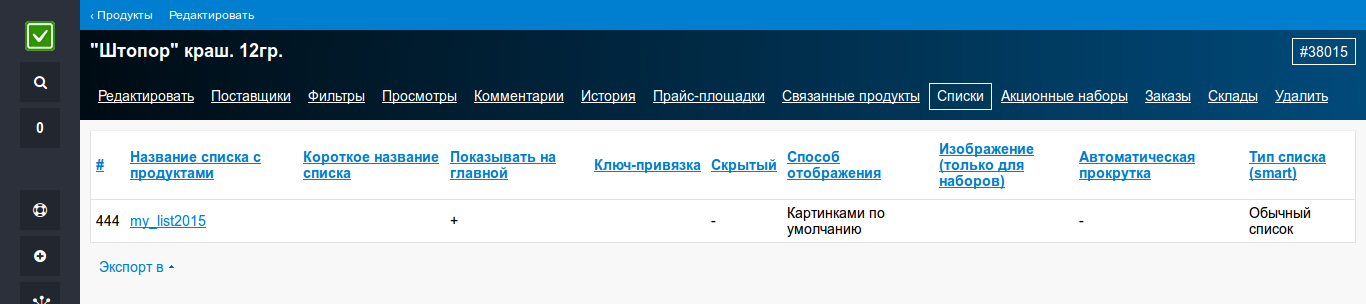 ‹ Продукты Редактировать
"Штопор" краш. 12гр.
#38015
Редактировать Поставщики Фильтры Просмотры Комментарии История Прайс-площадки Связанные продукты Списки Акционные наборы Заказы Склады Удалить
0
# Название списка с продуктами Короткое название списка Показывать на главной Ключ-привязка Скрытый Способ отображения Изображение (только для наборов) Автоматическая прокрутка Тип списка (smart)
444 my_list2015 + - Картинками по умолчанию - Обычный список
Экспорт в